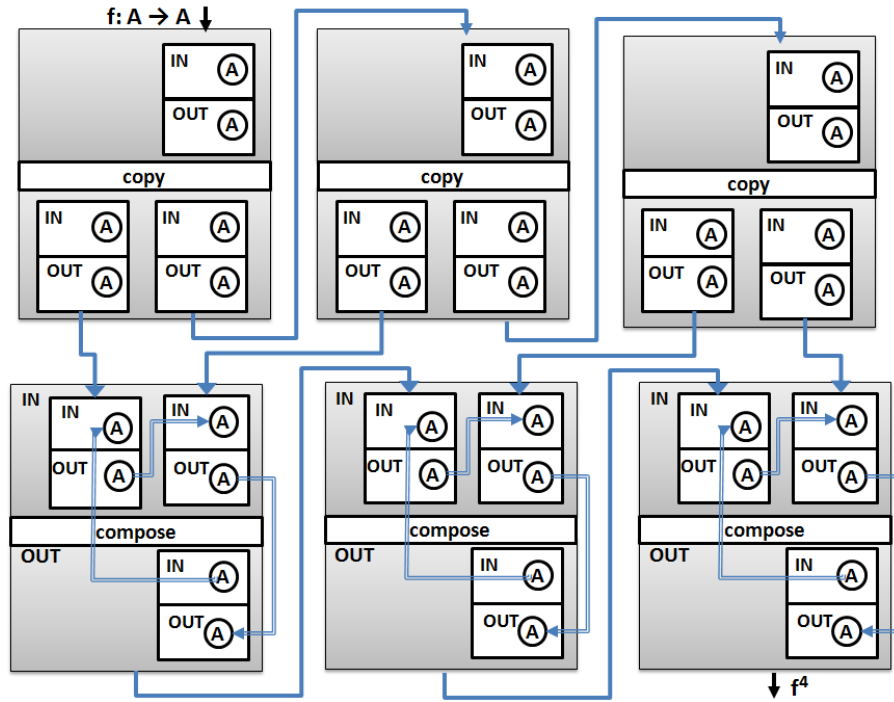 f: A → A
IN A
OUT A
copy
IN A IN A
OUT A OUT A
IN A
OUT A
copy
IN A IN A
OUT A OUT A
IN A
OUT A
copy
IN A IN A
OUT A OUT A
IN
IN A IN A
OUT A OUT A
compose
OUT
IN A
OUT A
IN
IN A IN A
OUT A OUT A
compose
OUT
IN A
OUT A
IN
IN A IN A
OUT A OUT A
compose
OUT
IN A
OUT A
f⁴